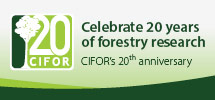 20
CIFOR
Celebrate 20 years
of forestry research
CIFOR's 20th anniversary